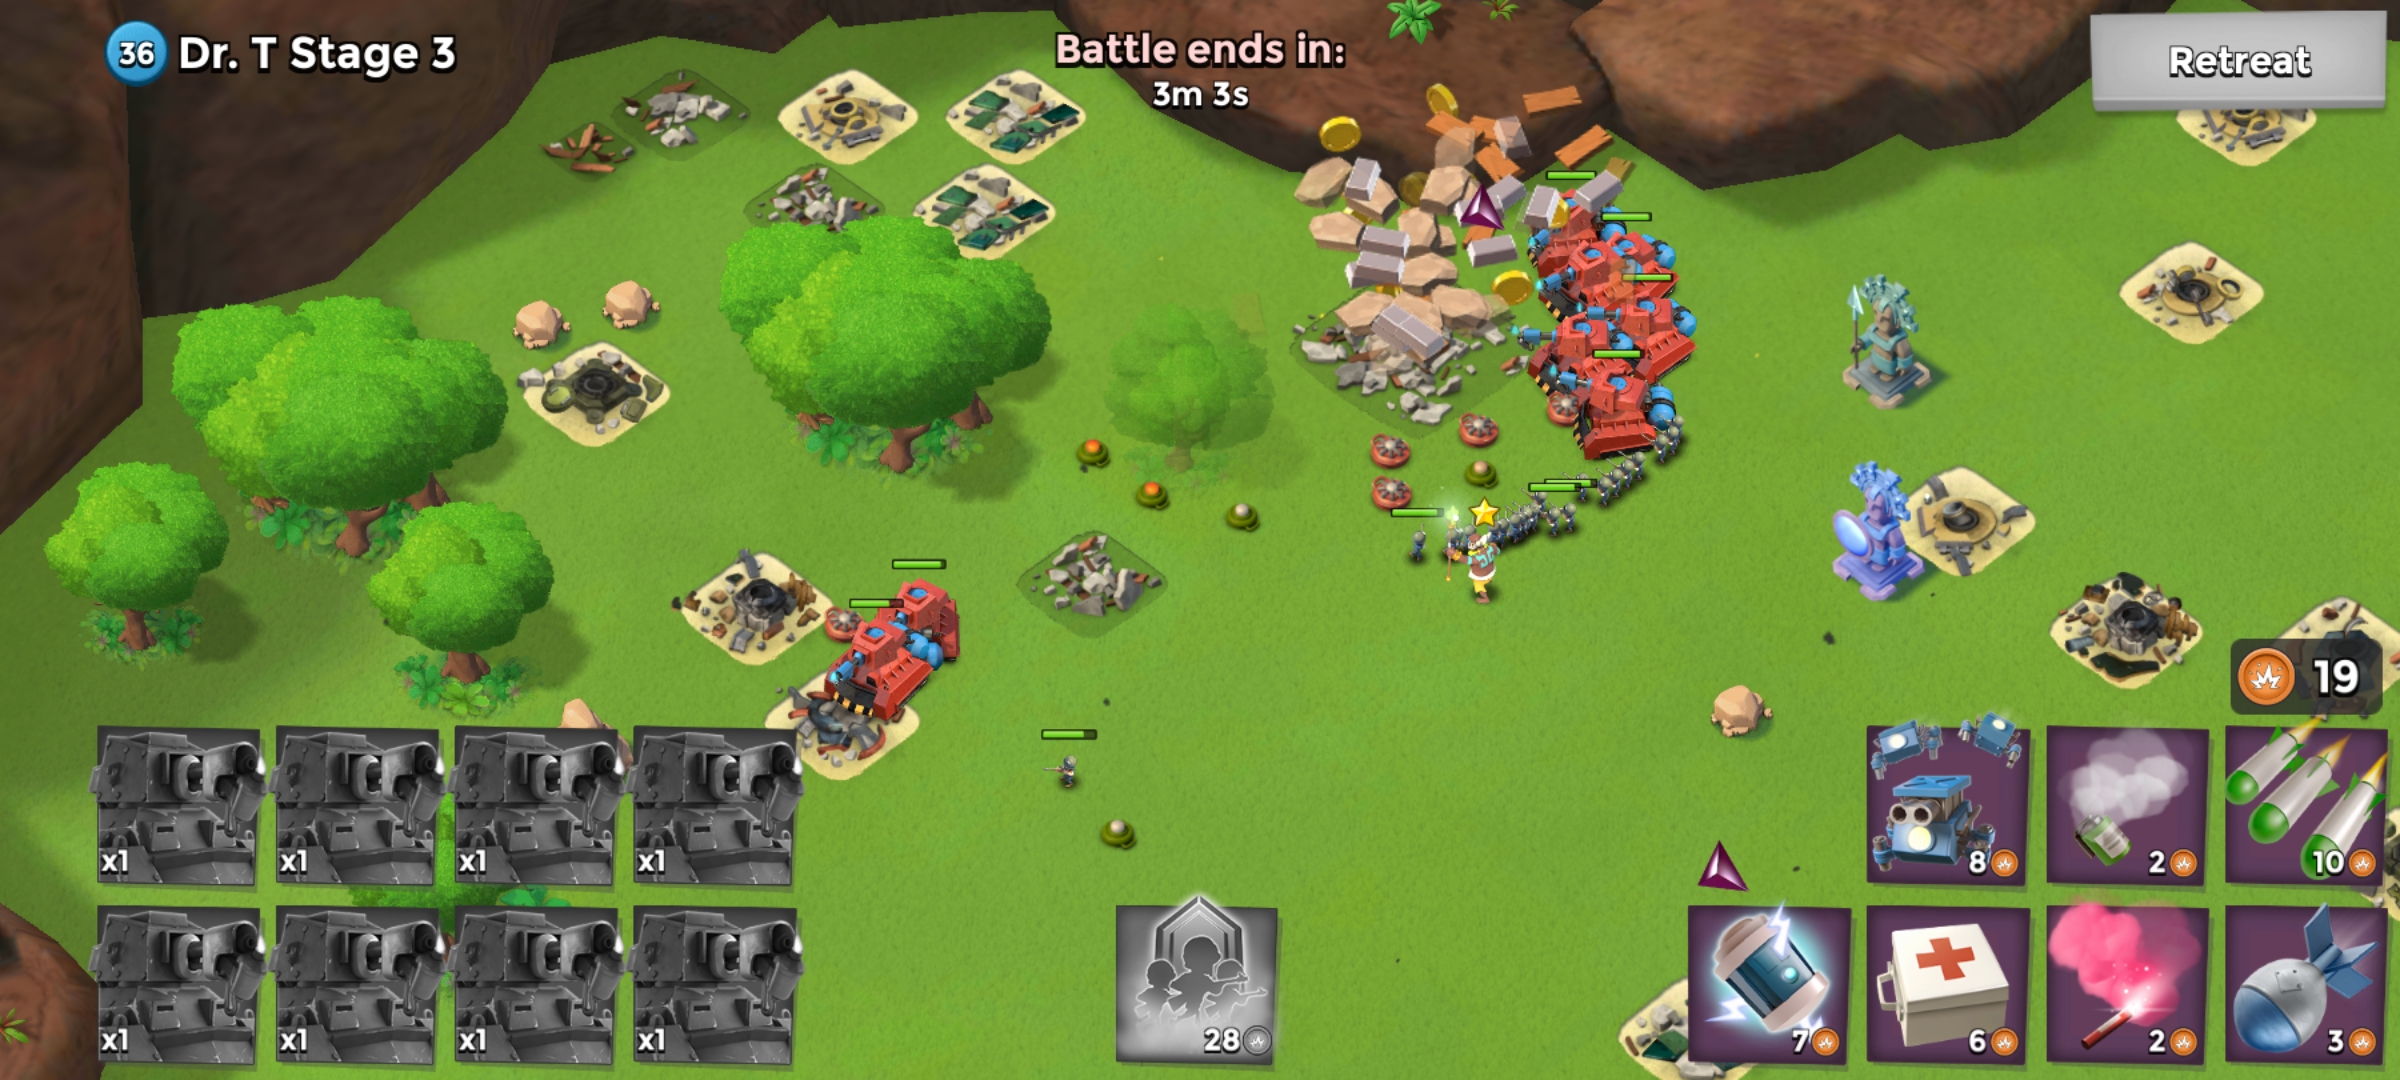 36 Dr. T Stage 3
Battle ends in:
3m 3s
Retreat
19
x1 x1 x1 x1
8 2 10
x1 x1 x1 x1
28
7 6 2 3